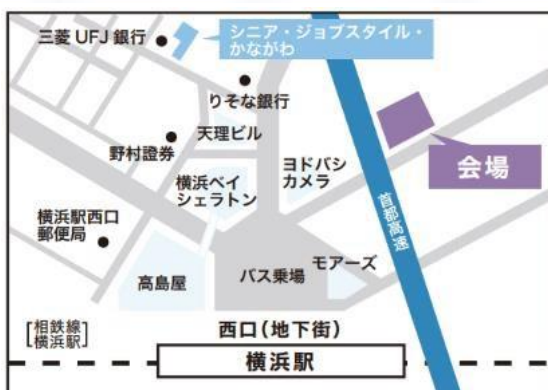 三菱UFJ銀行
シニア・ジョブスタイル・
かながわ
りそな銀行
天理ビル
野村證券
横浜ベイ
シェラトン
ヨドバシ
カメラ
会場
首都高速
横浜駅西口
郵便局
高島屋
バス乗場
モアーズ
[相鉄線
横浜駅]
西口(地下街)
横浜駅